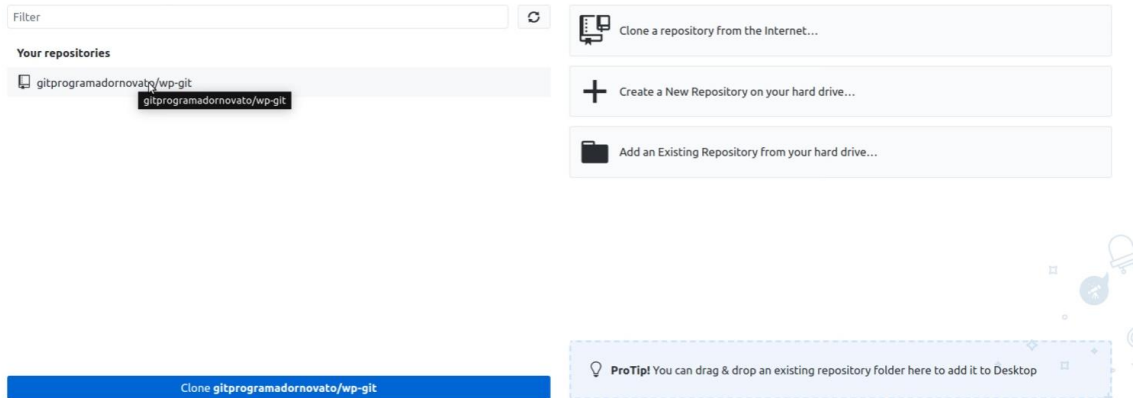 Filter
Your repositories
gitprogramadornovato/wp-git
gitprogramadornovato/wp-git
Clone gitprogramadornovato/wp-git
Clone a repository from the Internet...
Create a New Repository on your hard drive...
Add an Existing Repository from your hard drive...
ProTip! You can drag & drop an existing repository folder here to add it to Desktop